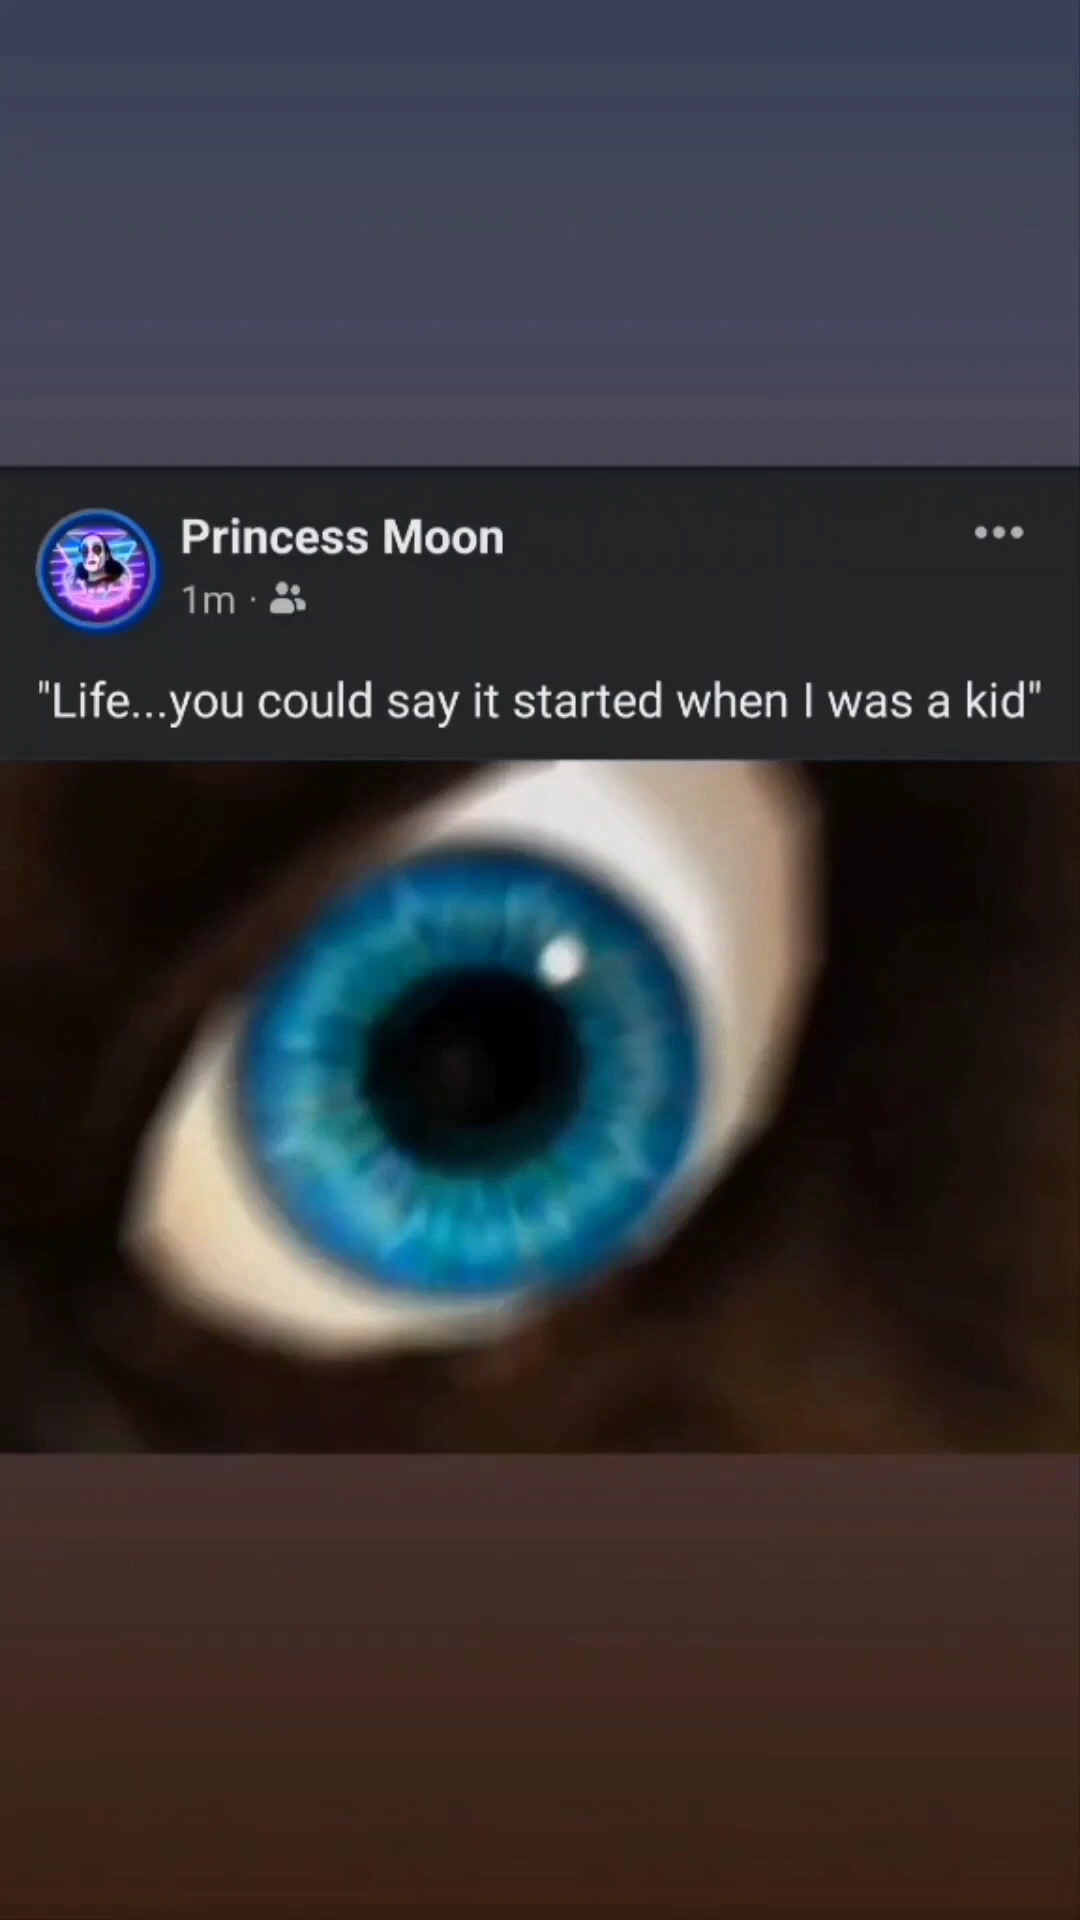 Princess Moon
1m ·
"Life...you could say it started when I was a kid"